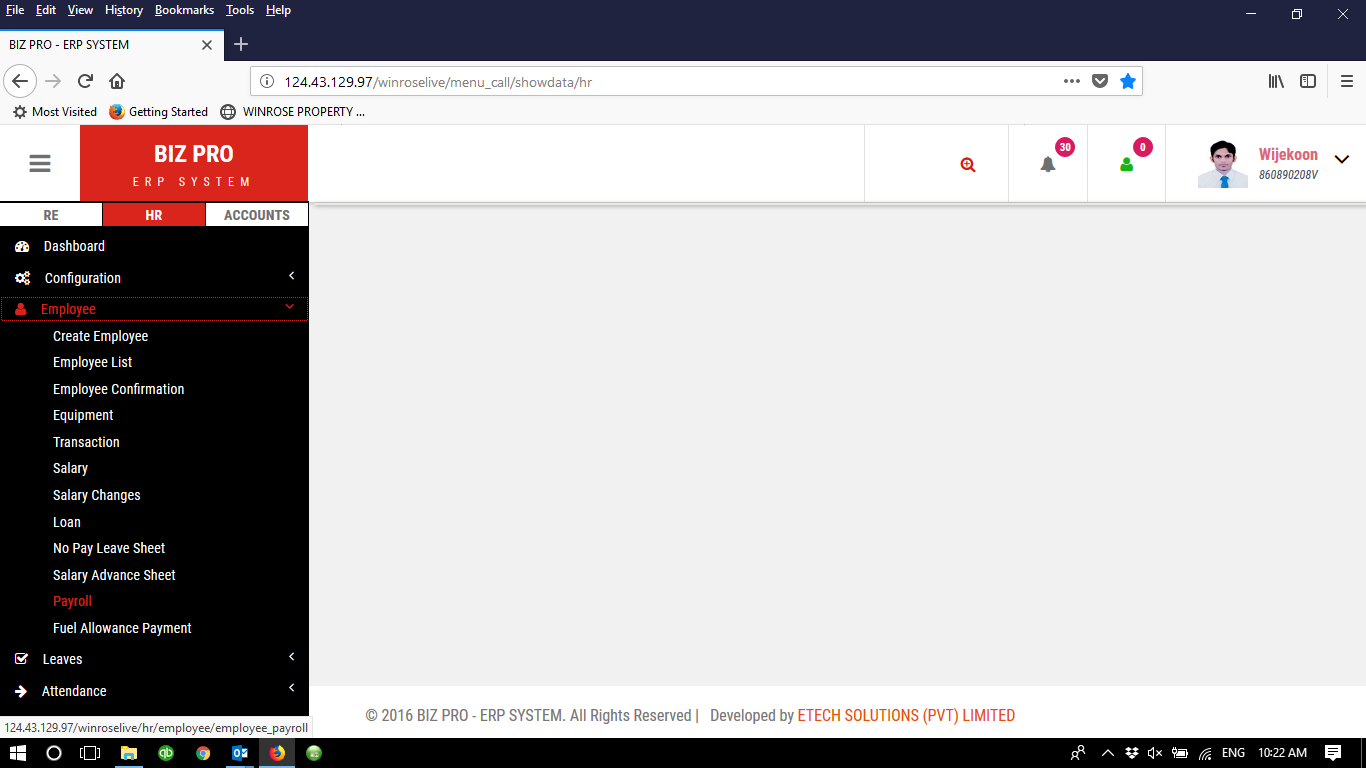 File Edit View History Bookmarks Tools Help
BIZ PRO - ERP SYSTEM
124.43.129.97/winroselive/menu_call/showdata/hr
Most Visited Getting Started WINROSE PROPERTY ...
BIZ PRO
ERP SYSTEM
30
0
Wijekoon
860890208V
RE HR ACCOUNTS
Dashboard
Configuration
Employee
Create Employee
Employee List
Employee Confirmation
Equipment
Transaction
Salary
Salary Changes
Loan
No Pay Leave Sheet
Salary Advance Sheet
Payroll
Fuel Allowance Payment
Leaves
Attendance
© 2016 BIZ PRO - ERP SYSTEM. All Rights Reserved | Developed by ETECH SOLUTIONS (PVT) LIMITED
124.43.129.97/winroselive/hr/employee/employee_payroll
ENG 10:22 AM